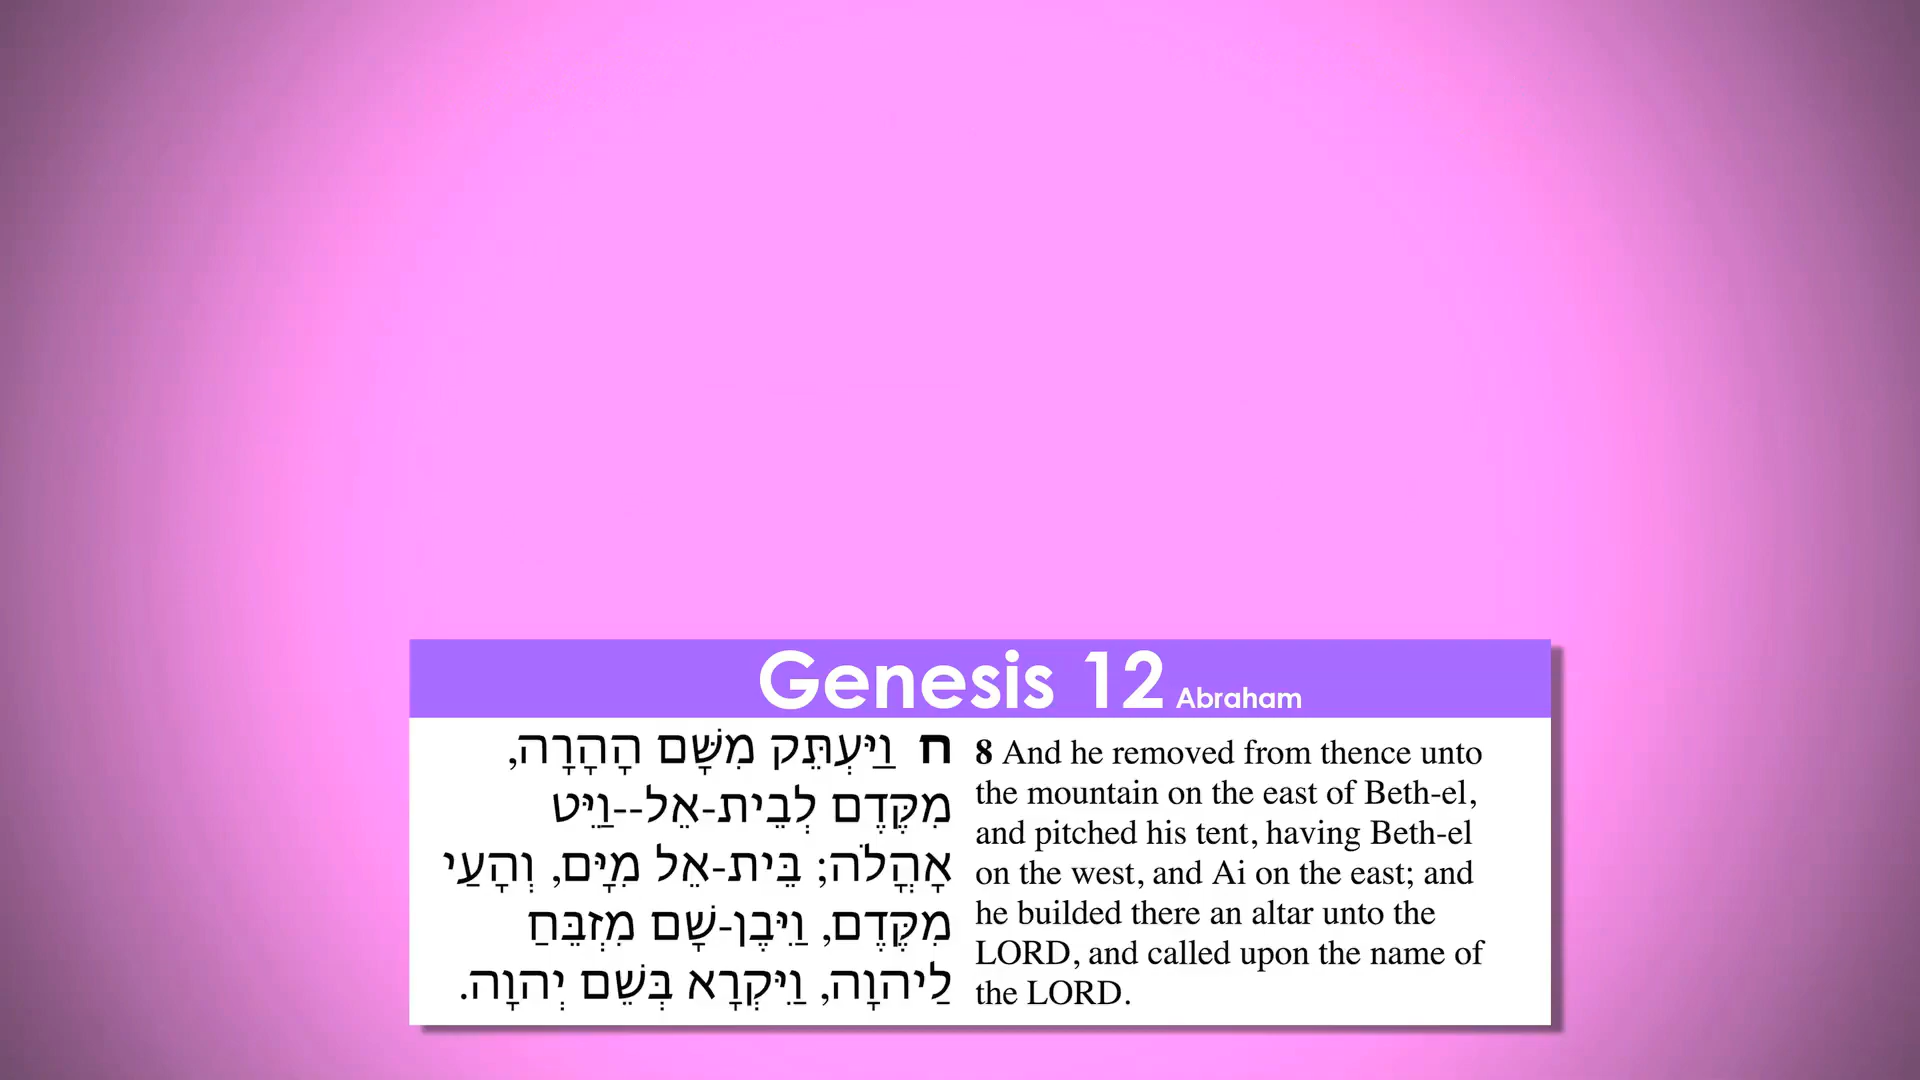 Genesis 12 Abraham
ח וַיַּעְתֵּק מִשָּׁם הָהָרָה,
מִקֶּדֶם לְבֵית-אֵל--וַיֵּט
אָהֳלֹה; בֵּית-אֵל מִיָּם, וְהָעַי
מִקֶּדֶם, וַיִּבֶן-שָׁם מִזְבֵּחַ
לַיהוָה, וַיִּקְרָא בְּשֵׁם יְהוָה.
8 And he removed from thence unto
the mountain on the east of Beth-el,
and pitched his tent, having Beth-el
on the west, and Ai on the east; and
he builded there an altar unto the
LORD, and called upon the name of
the LORD.